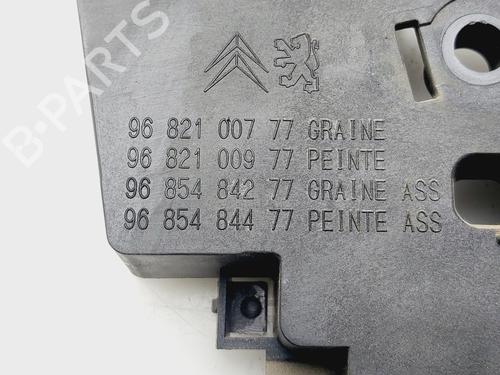 96 821 007 77 GRAINE
96 821 009 77 PEINTE
96 854 842 77 GRAINE ASS
96 854 844 77 PEINTE ASS
B-PARTS